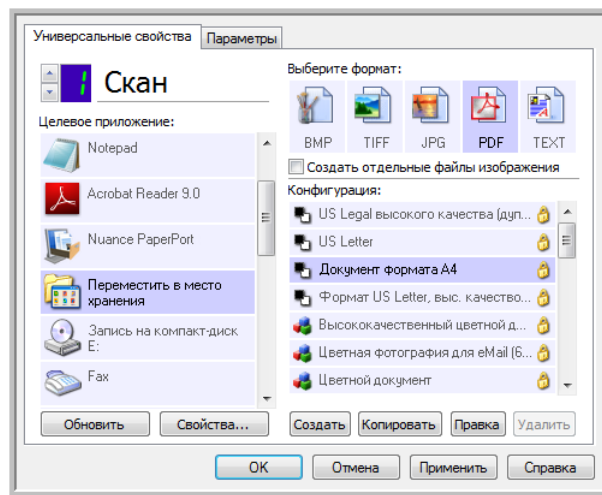 Универсальные свойства
Параметры
1 Скан
Целевое приложение:
Notepad
Acrobat Reader 9.0
Nuance PaperPort
Переместить в место
хранения
Запись на компакт-диск
E:
Fax
Обновить
Свойства...
Выберите формат:
BMP
TIFF
JPG
PDF
TEXT
Создать отдельные файлы изображения
Конфигурация:
US Legal высокого качества (дуп...
US Letter
Документ формата A4
Формат US Letter, выс. качество...
Высококачественный цветной д...
Цветная фотография для eMail (6...
Цветной документ
Создать
Копировать
Правка
Удалить
OK
Отмена
Применить
Справка